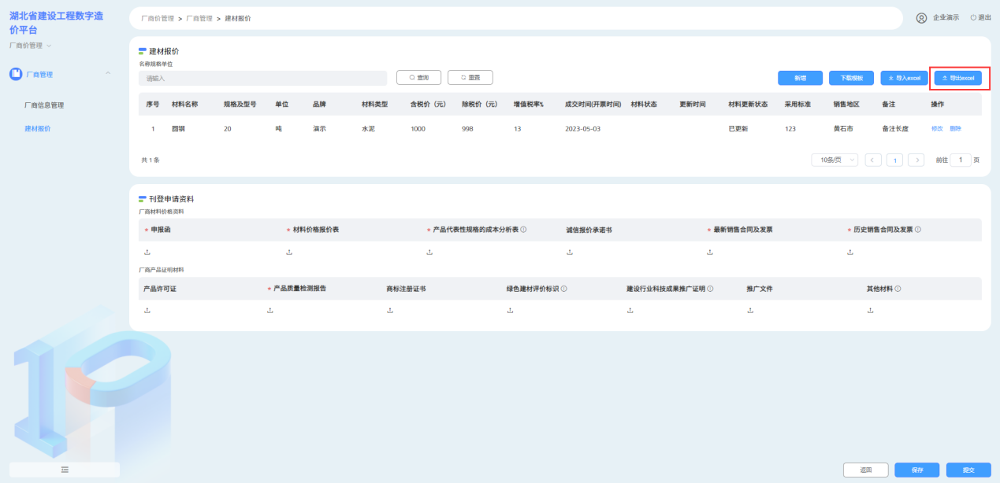 湖北省建设工程数字造
价平台
厂商价管理
厂商管理
厂商信息管理
建材报价
厂商价管理 > 厂商管理 > 建材报价
企业演示 退出
建材报价
名称规格单位
请输入 查询 重置 新增 下载模板 导入excel 导出excel
序号 材料名称 规格及型号 单位 品牌 材料类型 含税价（元） 除税价（元） 增值税率% 成交时间(开票时间) 材料状态 更新时间 材料更新状态 采用标准 销售地区 备注 操作
1 圆钢 20 吨 演示 水泥 1000 998 13 2023-05-03 已更新 123 黄石市 备注长度 修改 删除
共 1 条 10条/页 < 1 > 前往 1 页
刊登申请资料
厂商材料价格资料
* 申报函 * 材料价格报价表 * 产品代表性规格的成本分析表 诚信报价承诺书 * 最新销售合同及发票 * 历史销售合同及发票
厂商产品证明材料
产品许可证 * 产品质量检测报告 商标注册证书 绿色建材评价标识 建设行业科技成果推广证明 推广文件 其他材料
返回 保存 提交